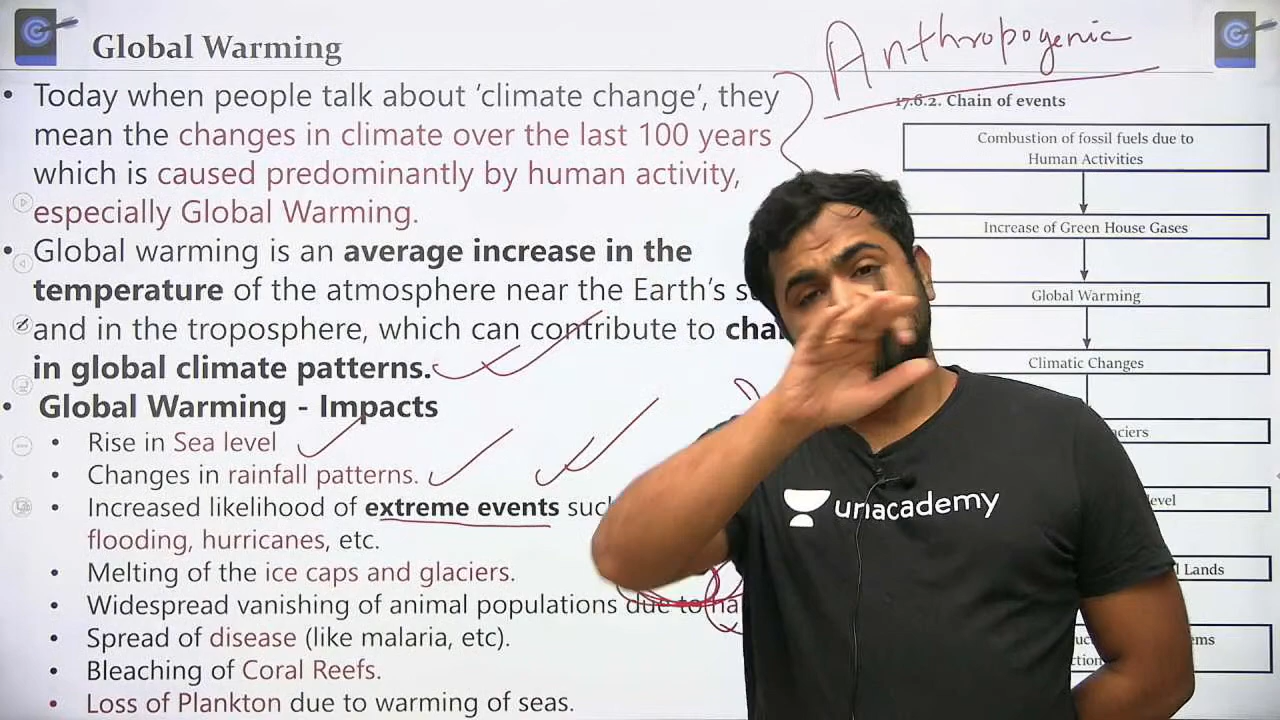 Global Warming
Anthropogenic
• Today when people talk about ‘climate change’, they
mean the changes in climate over the last 100 years
which is caused predominantly by human activity,
especially Global Warming.
• Global warming is an average increase in the
temperature of the atmosphere near the Earth’s
and in the troposphere, which can contribute to
in global climate patterns.
• Global Warming - Impacts
• Rise in Sea level
• Changes in rainfall patterns.
• Increased likelihood of extreme events
flooding, hurricanes, etc.
• Melting of the ice caps and glaciers.
• Widespread vanishing of animal populations due to
• Spread of disease (like malaria, etc).
• Bleaching of Coral Reefs.
• Loss of Plankton due to warming of seas.
17.6.2. Chain of events
Combustion of fossil fuels due to
Human Activities
Increase of Green House Gases
Global Warming
Climatic Changes
Lands
unacademy